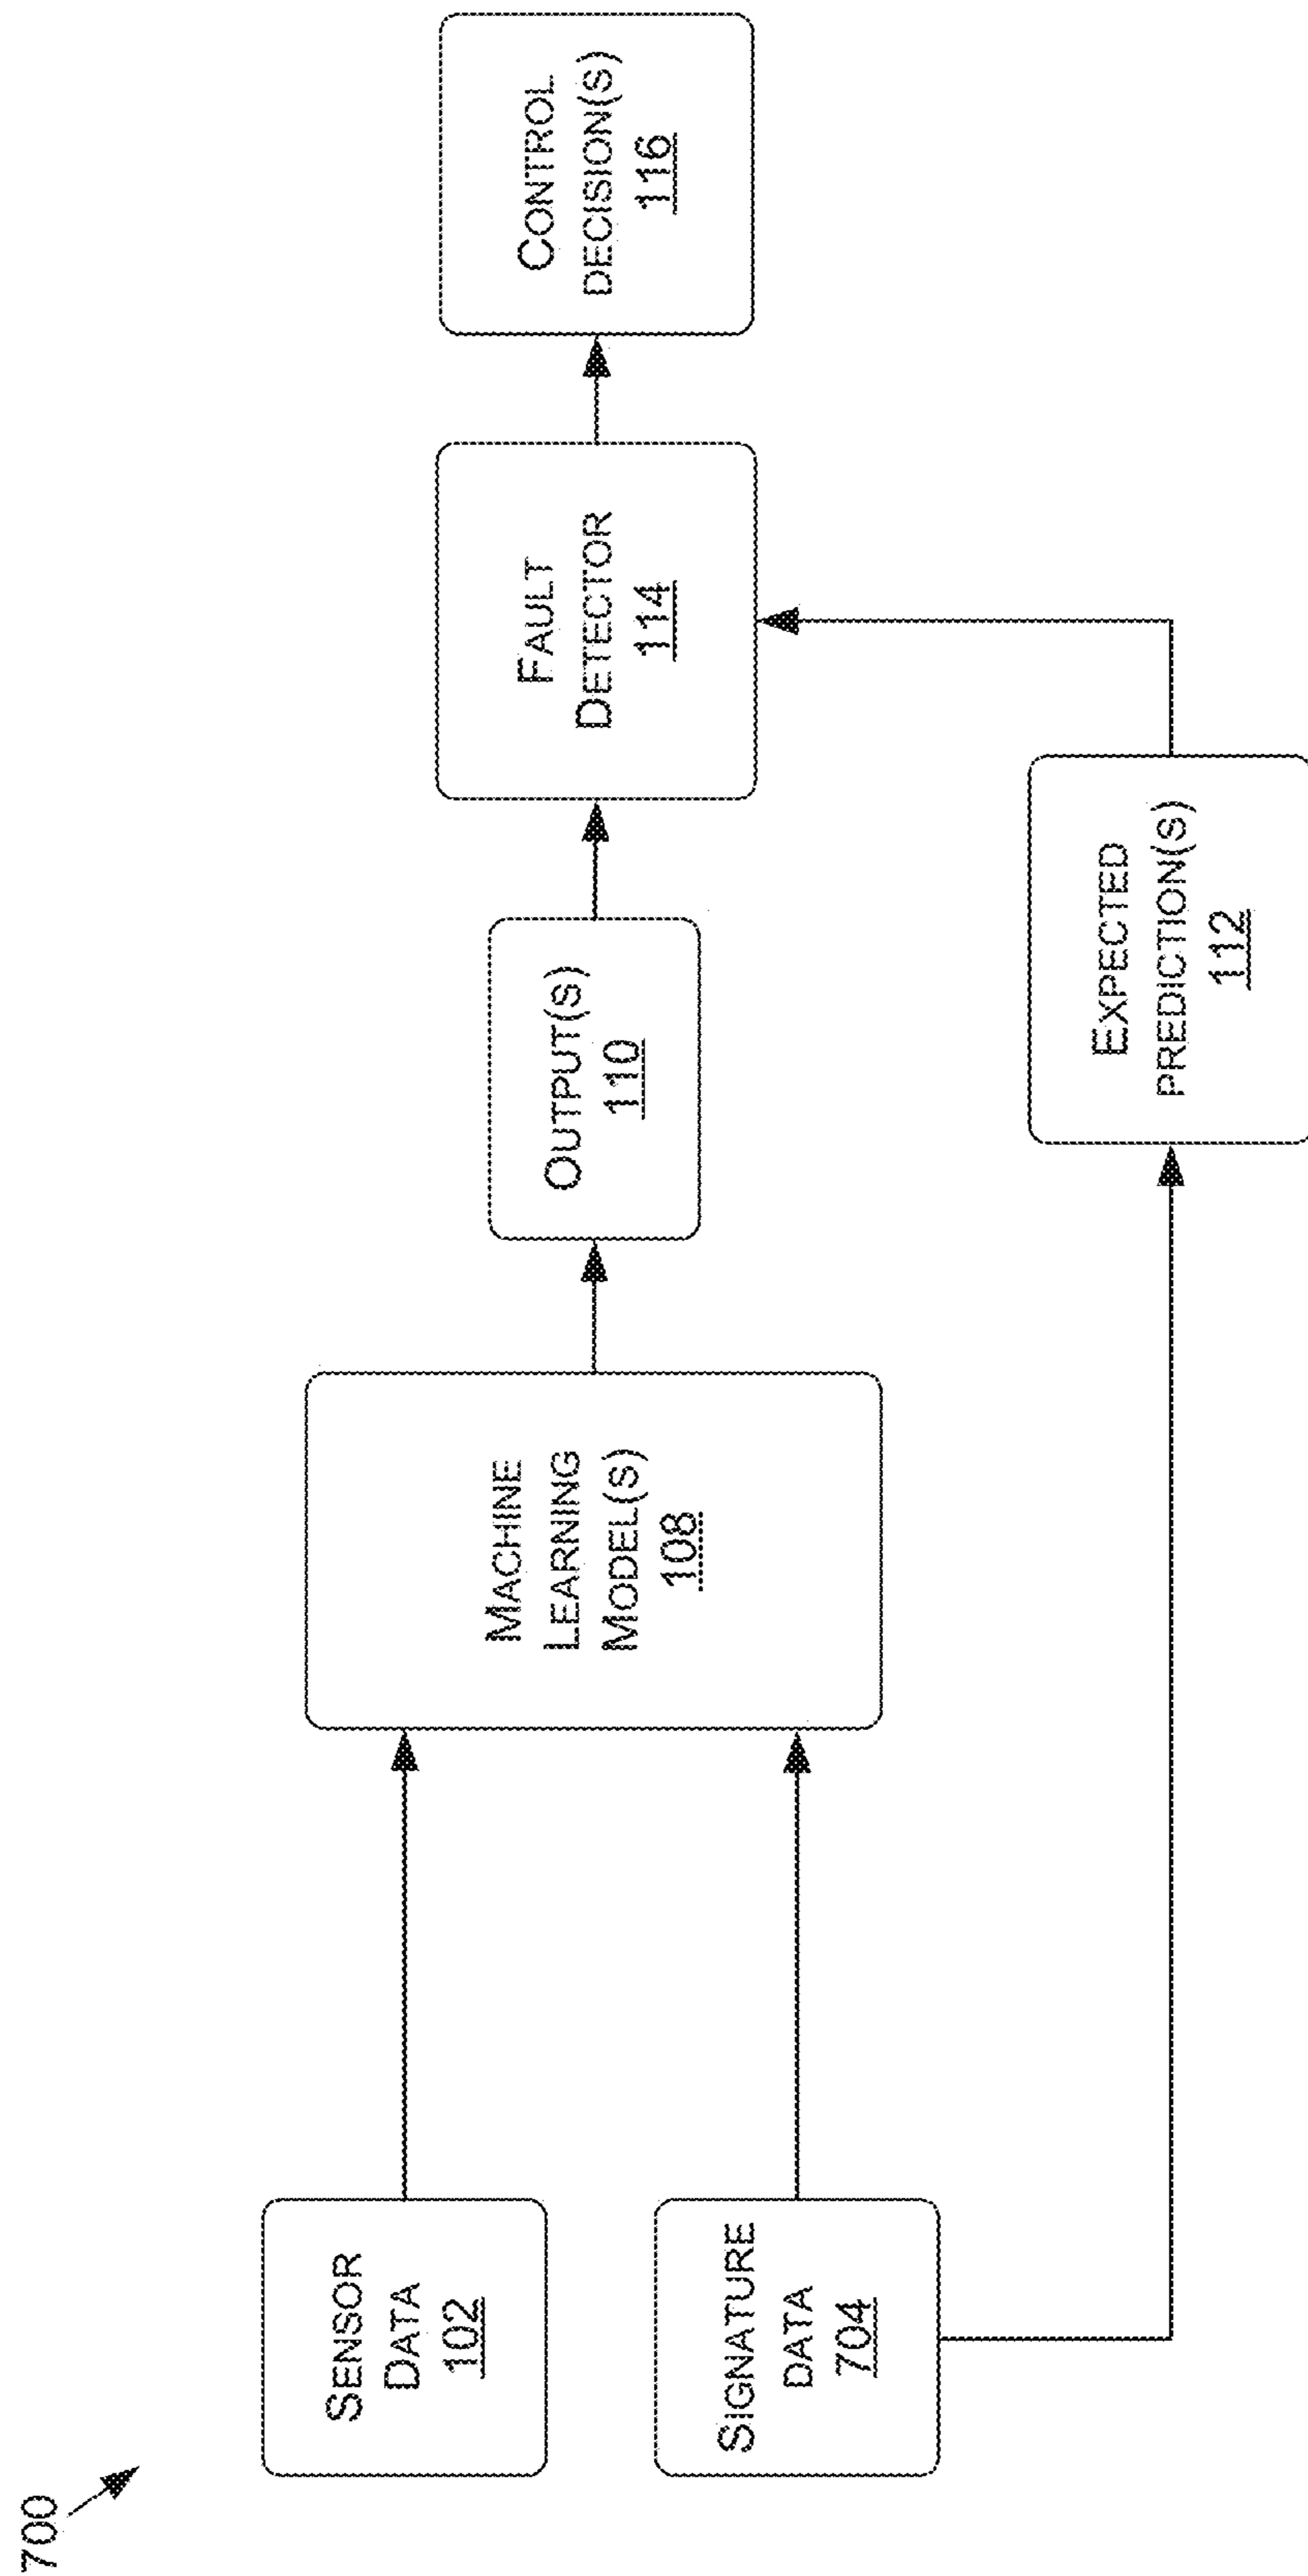 700
SENSOR
DATA
102
SIGNATURE
DATA
704
MACHINE
LEARNING
MODEL(S)
108
OUTPUT(S)
110
EXPECTED
PREDICTION(S)
112
FAULT
DETECTOR
114
CONTROL
DECISION(S)
116